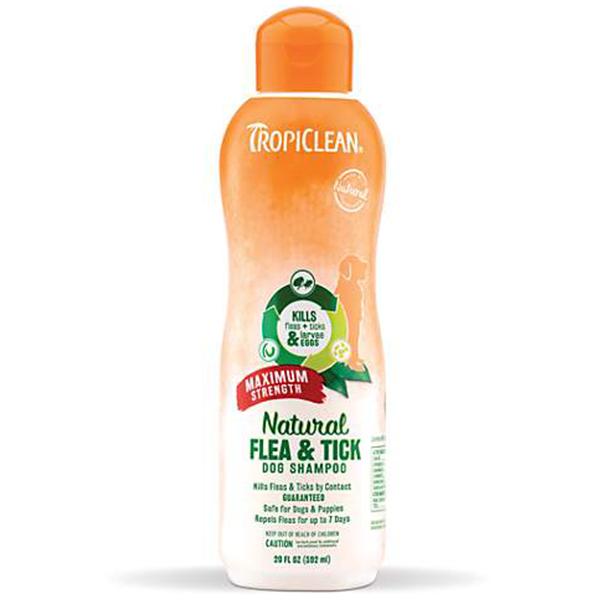 TROPICLEAN®
Natural
KILLS
fleas + ticks
& larvae
EGGS
MAXIMUM
STRENGTH
Natural
FLEA & TICK
DOG SHAMPOO
Kills Fleas & Ticks by Contact
GUARANTEED
Safe for Dogs & Puppies
Repels Fleas for up to 7 Days
KEEP OUT OF REACH OF CHILDREN
CAUTION
20 FL OZ (592 ml)